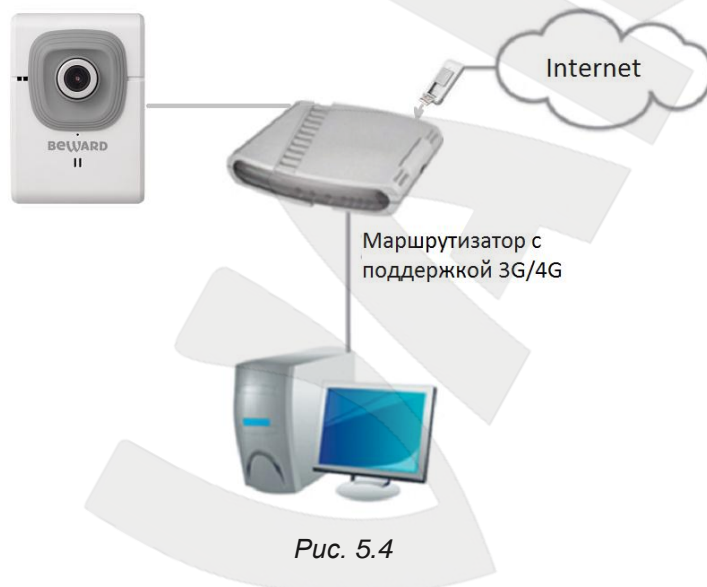 Internet
BEWARD
Маршрутизатор с
поддержкой 3G/4G
Рис. 5.4